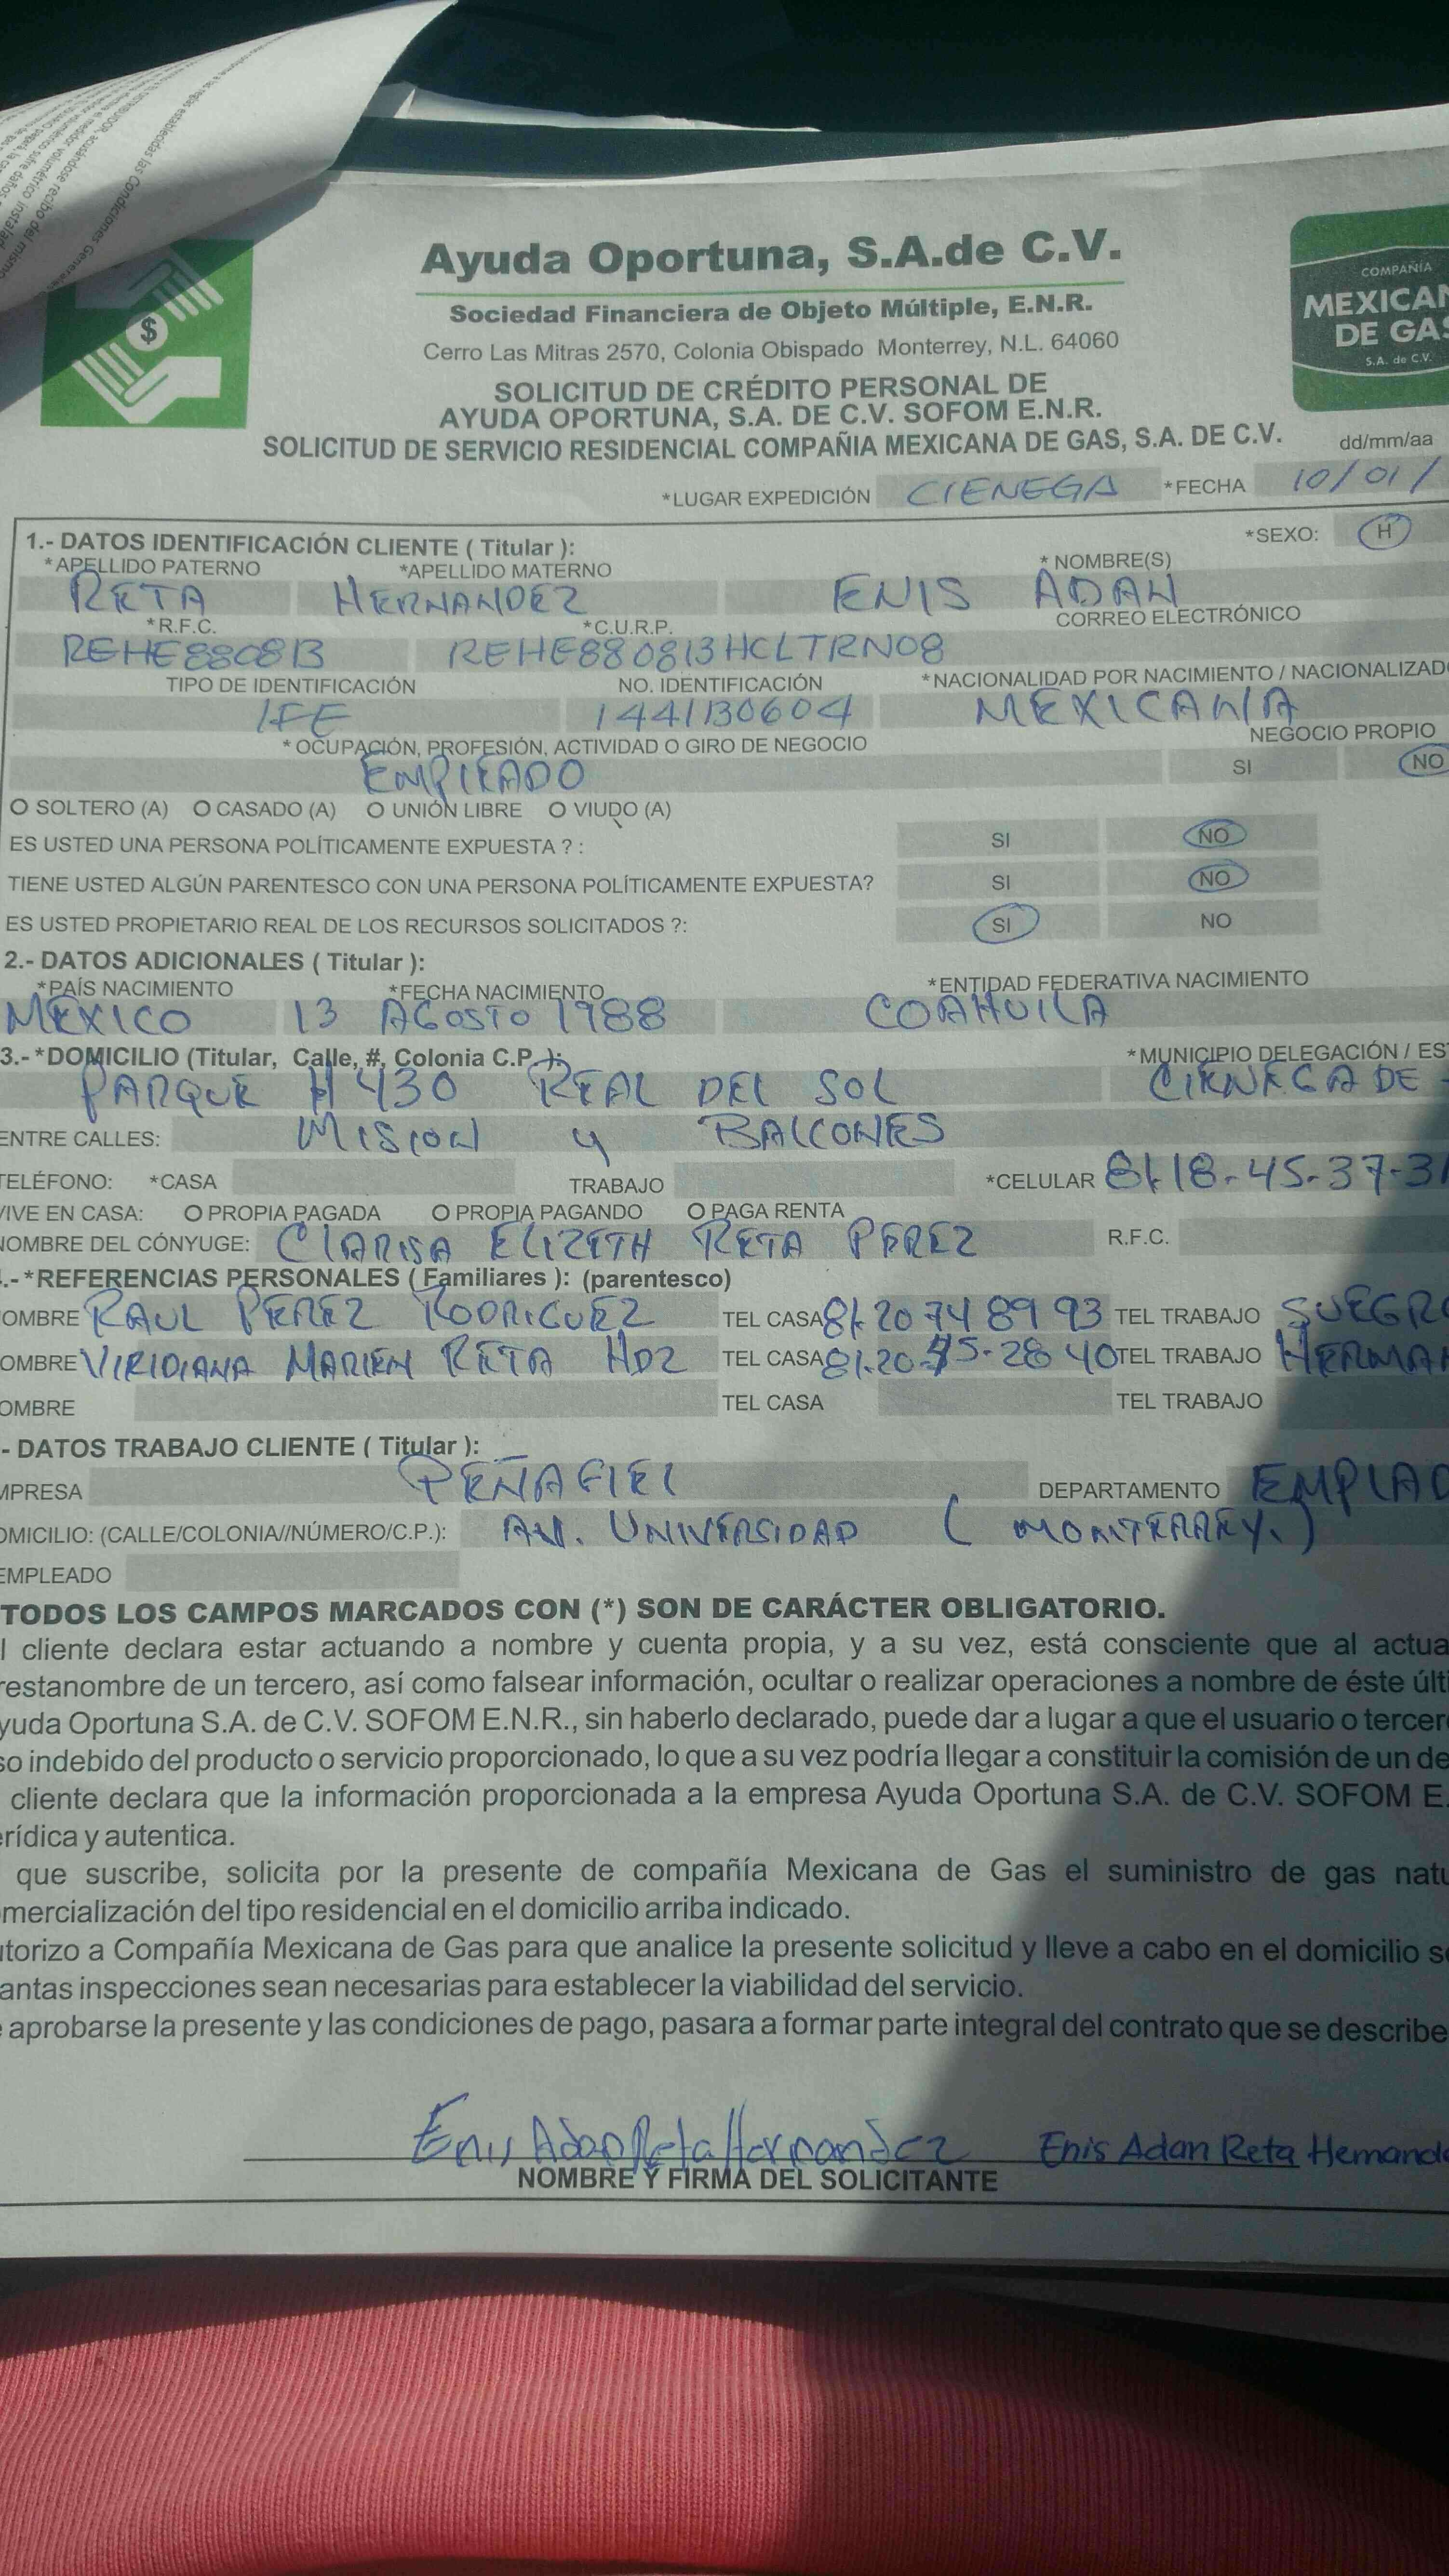 Ayuda Oportuna, S.A.de C.V.
Sociedad Financiera de Objeto Múltiple, E.N.R.
Cerro Las Mitras 2570, Colonia Obispado Monterrey, N.L. 64060
SOLICITUD DE CRÉDITO PERSONAL DE
AYUDA OPORTUNA, S.A. DE C.V. SOFOM E.N.R.
SOLICITUD DE SERVICIO RESIDENCIAL COMPAÑIA MEXICANA DE GAS, S.A. DE C.V. dd/mm/aa
COMPAÑÍA
MEXICAN
DE GAS
S.A. de C.V.
*LUGAR EXPEDICIÓN CIENEGA *FECHA 10/01/
1.- DATOS IDENTIFICACIÓN CLIENTE ( Titular ): *SEXO: H
*APELLIDO PATERNO *APELLIDO MATERNO * NOMBRE(S)
RETA HERNANDEZ ENIS ADAN
*R.F.C. *C.U.R.P. CORREO ELECTRÓNICO
REHE880813 REHE880813HCLTRN08
TIPO DE IDENTIFICACIÓN NO. IDENTIFICACIÓN *NACIONALIDAD POR NACIMIENTO / NACIONALIZADO
IFE 1441130604 MEXICANA
* OCUPACIÓN, PROFESIÓN, ACTIVIDAD O GIRO DE NEGOCIO NEGOCIO PROPIO
EMPLEADO SI NO
O SOLTERO (A) O CASADO (A) O UNIÓN LIBRE O VIUDO (A)
ES USTED UNA PERSONA POLÍTICAMENTE EXPUESTA ? : SI NO
TIENE USTED ALGÚN PARENTESCO CON UNA PERSONA POLÍTICAMENTE EXPUESTA? SI NO
ES USTED PROPIETARIO REAL DE LOS RECURSOS SOLICITADOS ?: SI NO
2.- DATOS ADICIONALES ( Titular ):
*PAÍS NACIMIENTO *FECHA NACIMIENTO *ENTIDAD FEDERATIVA NACIMIENTO
MEXICO 13 AGOSTO 1988 COAHUILA
3.- *DOMICILIO (Titular, Calle, #, Colonia C.P.): *MUNICIPIO DELEGACIÓN / EST
PARQUE # 430 REAL DEL SOL CIENEGA DE
ENTRE CALLES: MISION y BALCONES
TELÉFONO: *CASA TRABAJO *CELULAR 81-18-45-37-3
VIVE EN CASA: O PROPIA PAGADA O PROPIA PAGANDO O PAGA RENTA
NOMBRE DEL CÓNYUGE: CLARISA ELIZETH RETA PEREZ R.F.C.
.- *REFERENCIAS PERSONALES ( Familiares ): (parentesco)
OMBRE RAUL PEREZ RODRIGUEZ TEL CASA 81-20 74 89 93 TEL TRABAJO SUEGRO
OMBRE VIRIDIANA MARIEN RETA HDZ TEL CASA 81-20-45-28 40 TEL TRABAJO HERMAN
OMBRE TEL CASA TEL TRABAJO
- DATOS TRABAJO CLIENTE ( Titular ):
MPRESA PEÑAFIEL DEPARTAMENTO EMPLAD
OMICILIO: (CALLE/COLONIA//NÚMERO/C.P.): AV. UNIVERSIDAD ( MONTERREY.)
EMPLEADO
TODOS LOS CAMPOS MARCADOS CON (*) SON DE CARÁCTER OBLIGATORIO.
l cliente declara estar actuando a nombre y cuenta propia, y a su vez, está consciente que al actua
restanombre de un tercero, así como falsear información, ocultar o realizar operaciones a nombre de éste últi
yuda Oportuna S.A. de C.V. SOFOM E.N.R., sin haberlo declarado, puede dar a lugar a que el usuario o tercero
so indebido del producto o servicio proporcionado, lo que a su vez podría llegar a constituir la comisión de un de
cliente declara que la información proporcionada a la empresa Ayuda Oportuna S.A. de C.V. SOFOM E.
erídica y autentica.
que suscribe, solicita por la presente de compañía Mexicana de Gas el suministro de gas natu
mercialización del tipo residencial en el domicilio arriba indicado.
utorizo a Compañía Mexicana de Gas para que analice la presente solicitud y lleve a cabo en el domicilio so
antas inspecciones sean necesarias para establecer la viabilidad del servicio.
e aprobarse la presente y las condiciones de pago, pasara a formar parte integral del contrato que se describe
Enis Adan Reta Hernandez Enis Adan Reta Hernand
NOMBRE Y FIRMA DEL SOLICITANTE